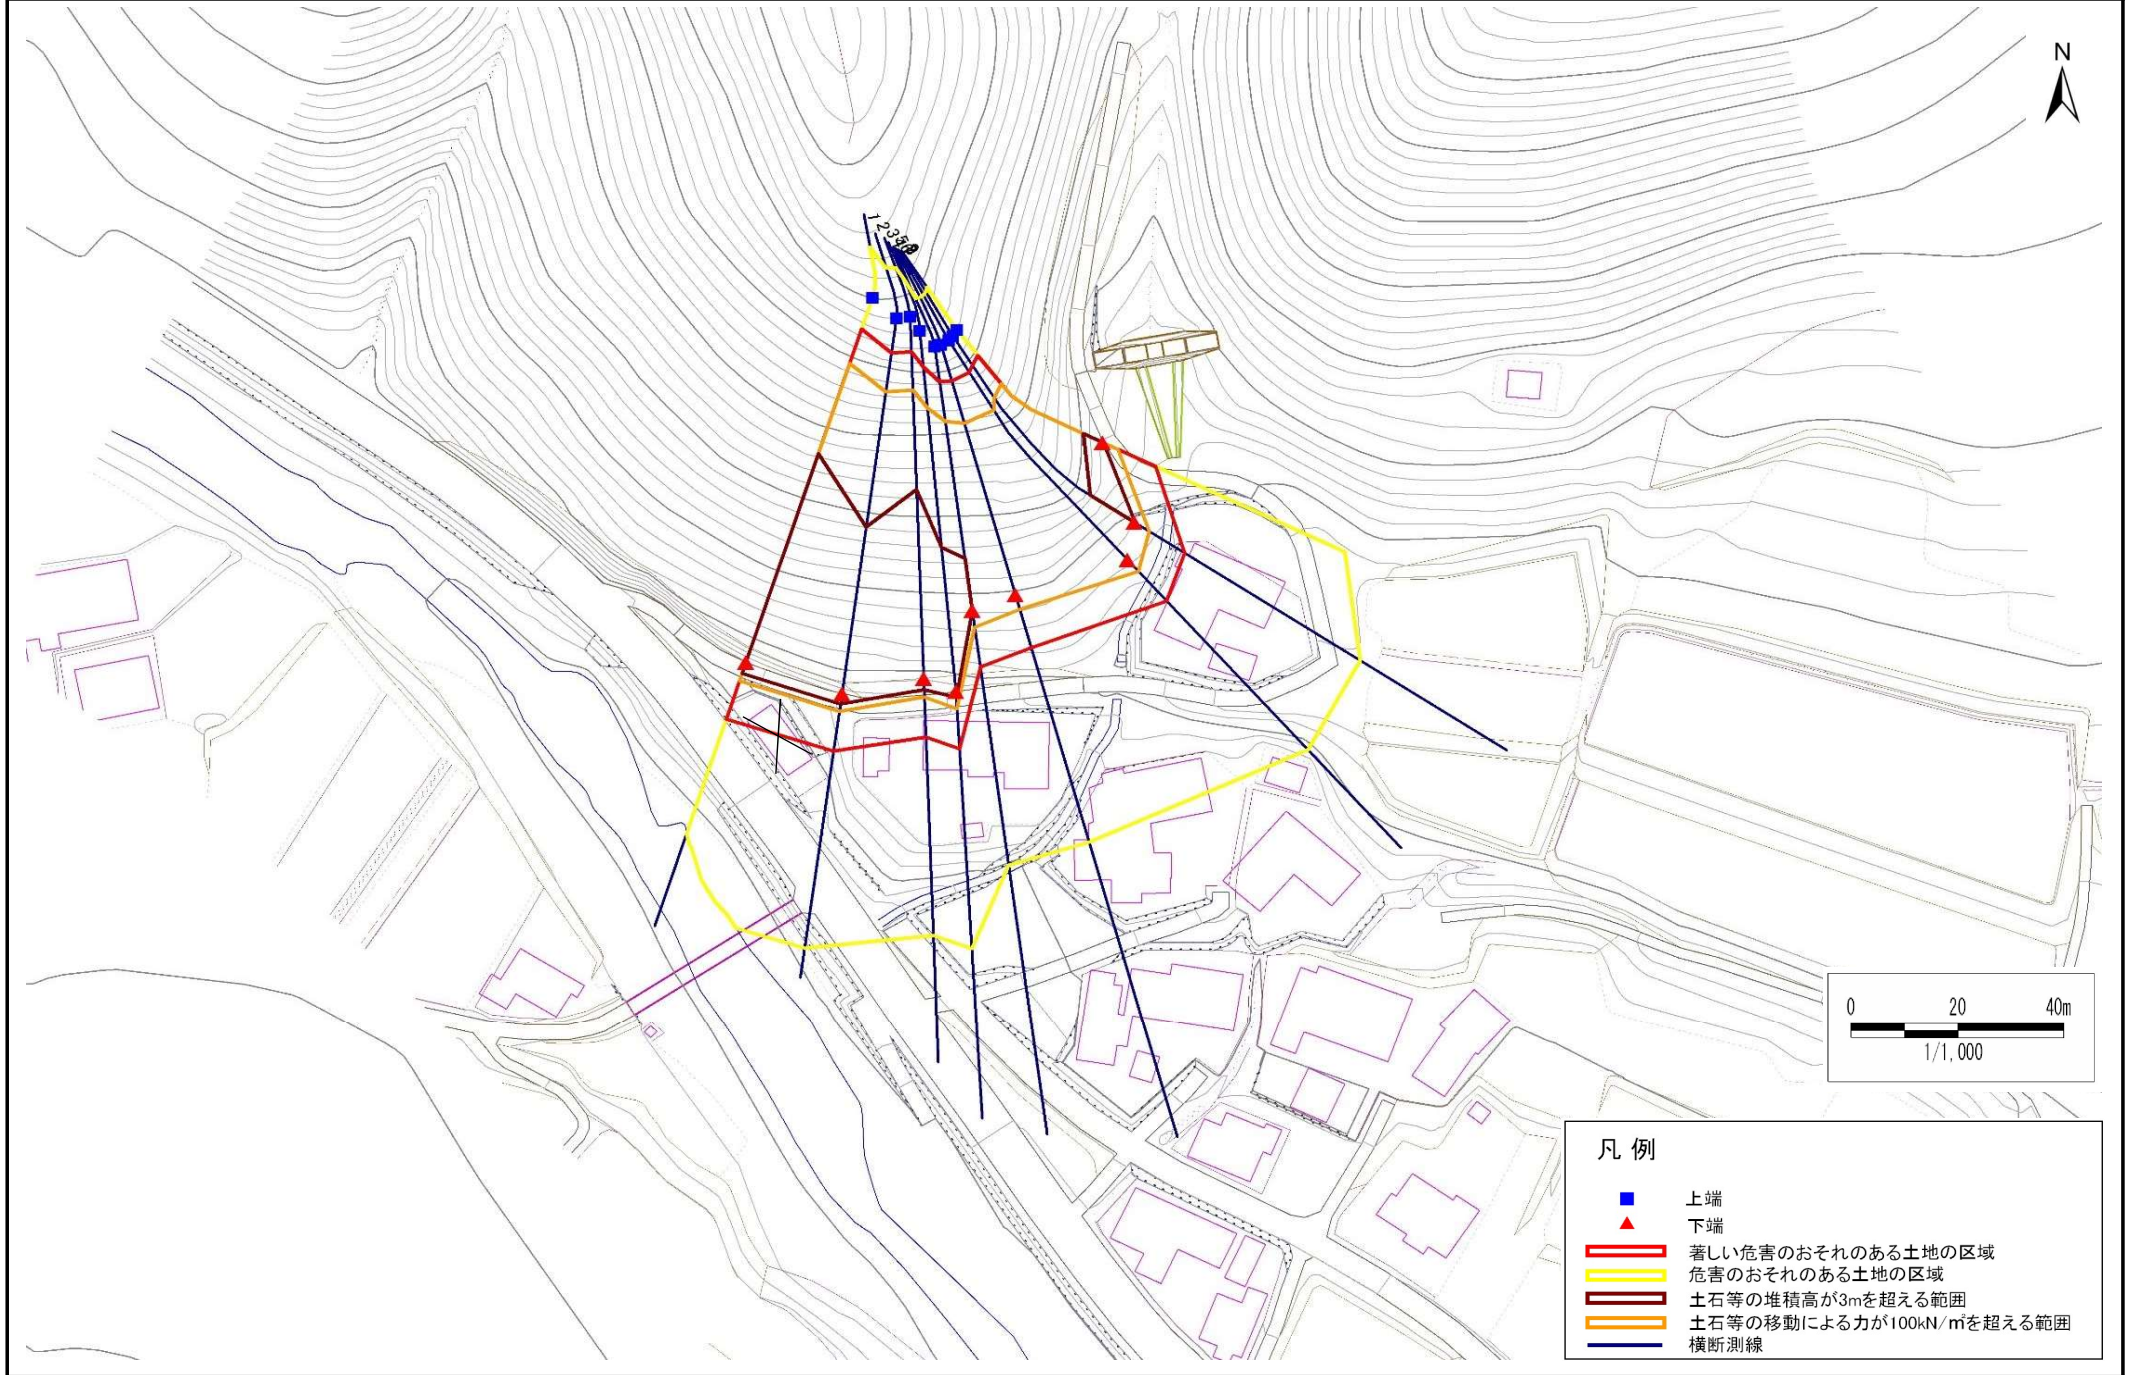 N
1
2
3
0 20 40m
1/1,000
凡 例
上端
下端
著しい危害のおそれのある土地の区域
危害のおそれのある土地の区域
土石等の堆積高が3mを超える範囲
土石等の移動による力が100kN/㎡を超える範囲
横断測線